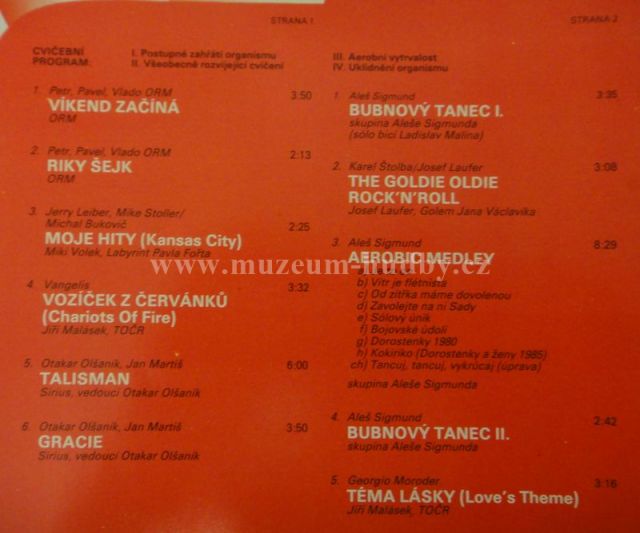 STRANA 1
CVIČEBNÍ
PROGRAM:
I. Postupné zahřátí organismu
II. Všeobecně rozvíjející cvičení
1. Petr, Pavel, Vlado ORM 3:50
VÍKEND ZAČÍNÁ
ORM
2. Petr, Pavel, Vlado ORM 2:13
RIKY ŠEJK
ORM
3. Jerry Leiber, Mike Stoller/
Michal Bukovič 2:25
MOJE HITY (Kansas City)
Miki Volek, Labyrint Pavla Fořta
4. Vangelis 3:32
VOZÍČEK Z ČERVÁNKŮ
(Chariots Of Fire)
Jiří Malásek, TOČR
5. Otakar Olšaník, Jan Martiš 6:00
TALISMAN
Sirius, vedoucí Otakar Olšaník
6. Otakar Olšaník, Jan Martiš 3:50
GRACIE
Sirius, vedoucí Otakar Olšaník
STRANA 2
III. Aerobní vytrvalost
IV. Uklidnění organismu
1. Aleš Sigmund 3:35
BUBNOVÝ TANEC I.
skupina Aleše Sigmunda
(sólo bicí Ladislav Malina)
2. Karel Štolba/Josef Laufer 3:08
THE GOLDIE OLDIE
ROCK'N'ROLL
Josef Laufer, Golem Jana Václavíka
3. Aleš Sigmund 8:29
AEROBIC MEDLEY
b) Vítr je flétnista
c) Od zítřka máme dovolenou
d) Zavolejte na ni Sady
e) Sólový únik
f) Bojovské údolí
g) Dorostenky 1980
h) Kokiriko (Dorostenky a ženy 1985)
ch) Tancuj, tancuj, vykrúcaj (úprava)
skupina Aleše Sigmunda
4. Aleš Sigmund 2:42
BUBNOVÝ TANEC II.
skupina Aleše Sigmunda
5. Georgio Moroder 3:16
TÉMA LÁSKY (Love's Theme)
Jiří Malásek, TOČR
www.muzeum-hudby.cz